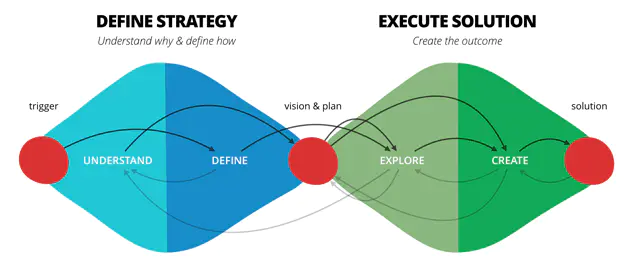 DEFINE STRATEGY
Understand why & define how
EXECUTE SOLUTION
Create the outcome
trigger
vision & plan
solution
UNDERSTAND
DEFINE
EXPLORE
CREATE